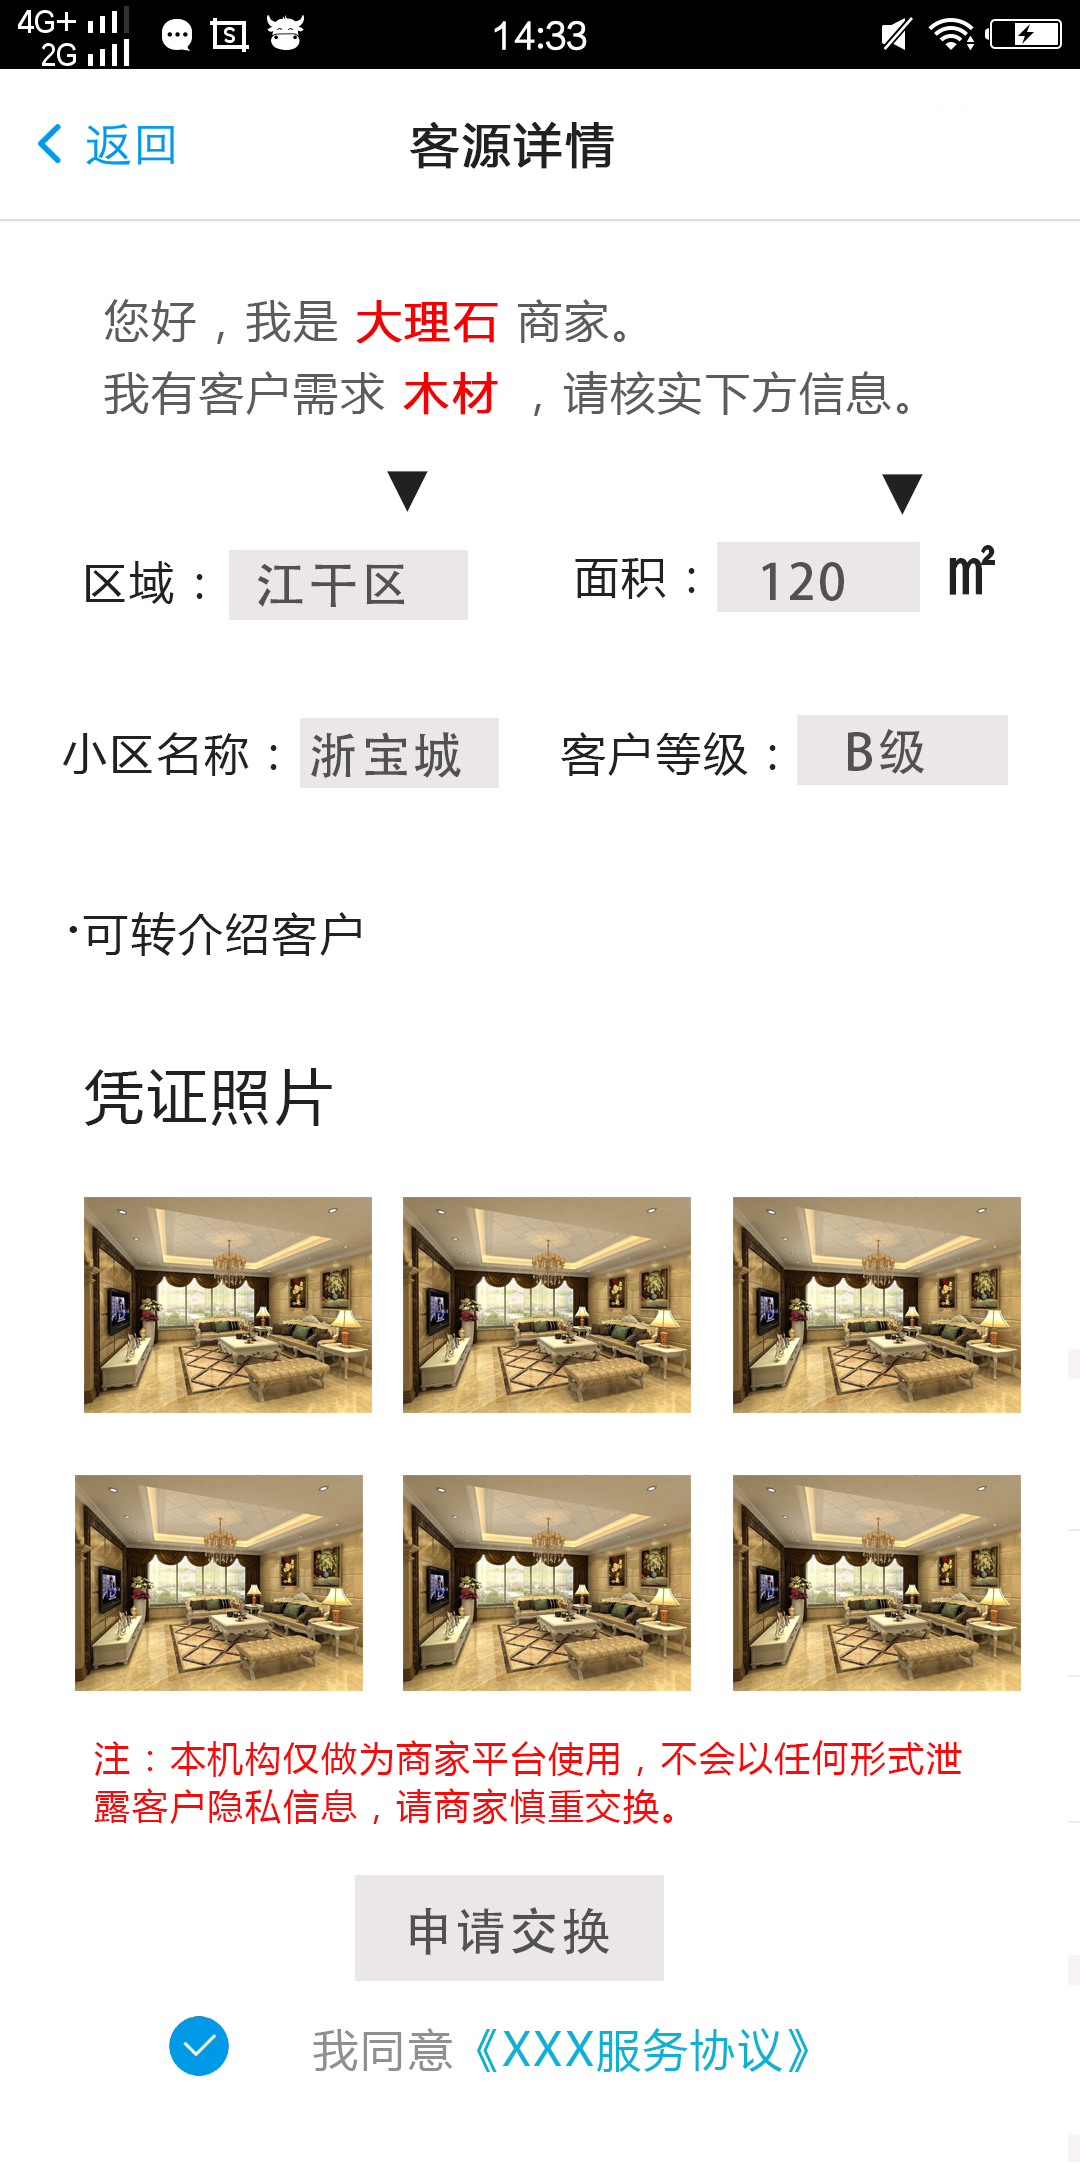 4G+
2G
S
14:33
返回
客源详情
您好，我是 大理石 商家。
我有客户需求 木材 ，请核实下方信息。
区域： 江干区
面积： 120 m²
小区名称： 浙宝城
客户等级： B级
·可转介绍客户
凭证照片
注：本机构仅做为商家平台使用，不会以任何形式泄
露客户隐私信息，请商家慎重交换。
申请交换
我同意《XXX服务协议》